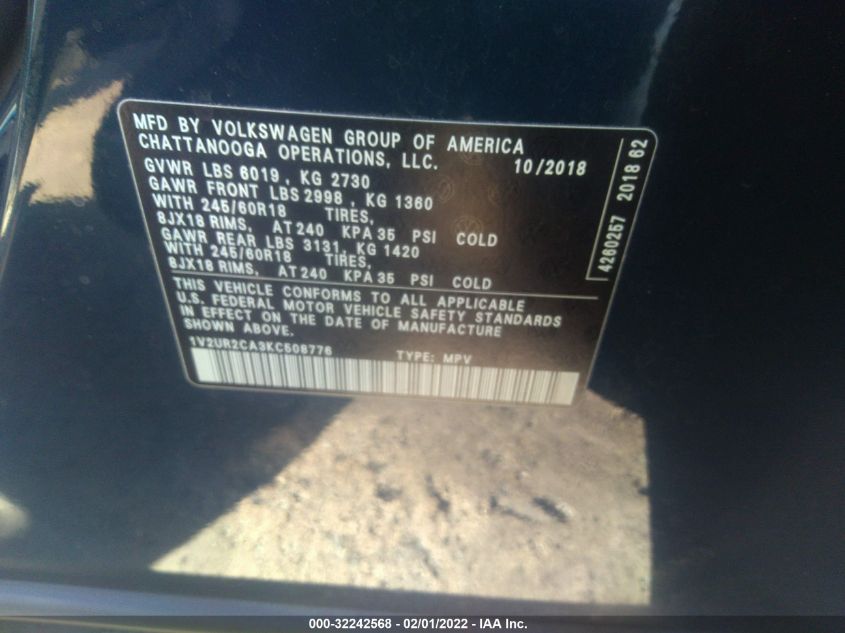 MFD BY VOLKSWAGEN GROUP OF AMERICA
CHATTANOOGA OPERATIONS, LLC. 10/2018
GVWR LBS 6019, KG 2730
GAWR FRONT LBS 2998, KG 1360
WITH 245/60R18 TIRES,
8JX18 RIMS, AT 240 KPA 35 PSI COLD
GAWR REAR LBS 3131, KG 1420
WITH 245/60R18 TIRES,
8JX18 RIMS, AT 240 KPA 35 PSI COLD
THIS VEHICLE CONFORMS TO ALL APPLICABLE
U.S. FEDERAL MOTOR VEHICLE SAFETY STANDARDS
IN EFFECT ON THE DATE OF MANUFACTURE
SHOWN ABOVE.
1V2UR2CA3KC508776 TYPE: MPV
4260257 2018 62
000-32242568 - 02/01/2022 - IAA Inc.